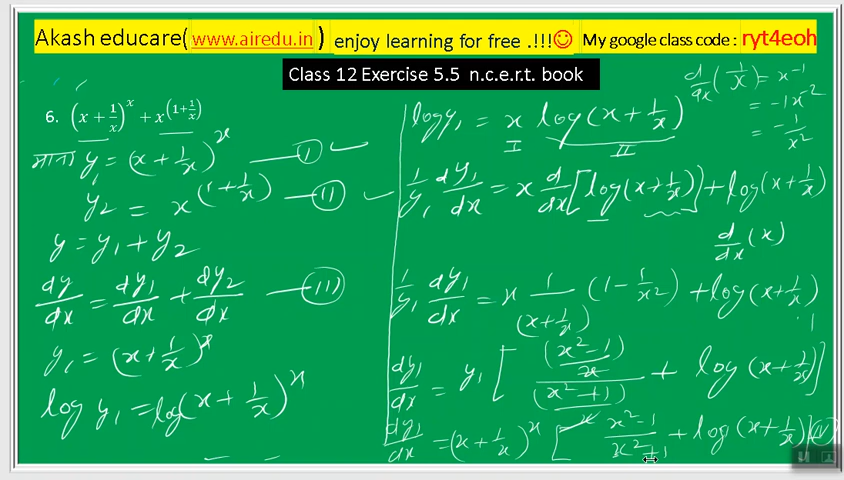 Akash educare( www.airedu.in ) enjoy learning for free .!!!☺ My google class code : ryt4eoh
Class 12 Exercise 5.5 n.c.e.r.t. book
6. (x + 1/x)^x + x^(1+1/x)
माना y₁ = (x + 1/x)^x —— (I)
y₂ = x^(1 + 1/x) —— (II)
y = y₁ + y₂
dy/dx = dy₁/dx + dy₂/dx —— (III)
y₁ = (x + 1/x)^x
log y₁ = log(x + 1/x)^x
d/dx (1/x) = x⁻¹
= -1x⁻²
= -1/x²
log y₁ = x log(x + 1/x)
I II
1/y₁ dy₁/dx = x d/dx [log(x + 1/x)] + log(x + 1/x)
d/dx (x)
1/y₁ dy₁/dx = x 1/(x + 1/x) (1 - 1/x²) + log(x + 1/x)
1
dy₁/dx = y₁ [ (x² - 1)/x / (x² + 1) + log(x + 1/x) ]
dy₁/dx = (x + 1/x)^x [ x² - 1 / x² + 1 + log(x + 1/x) ] (IV)